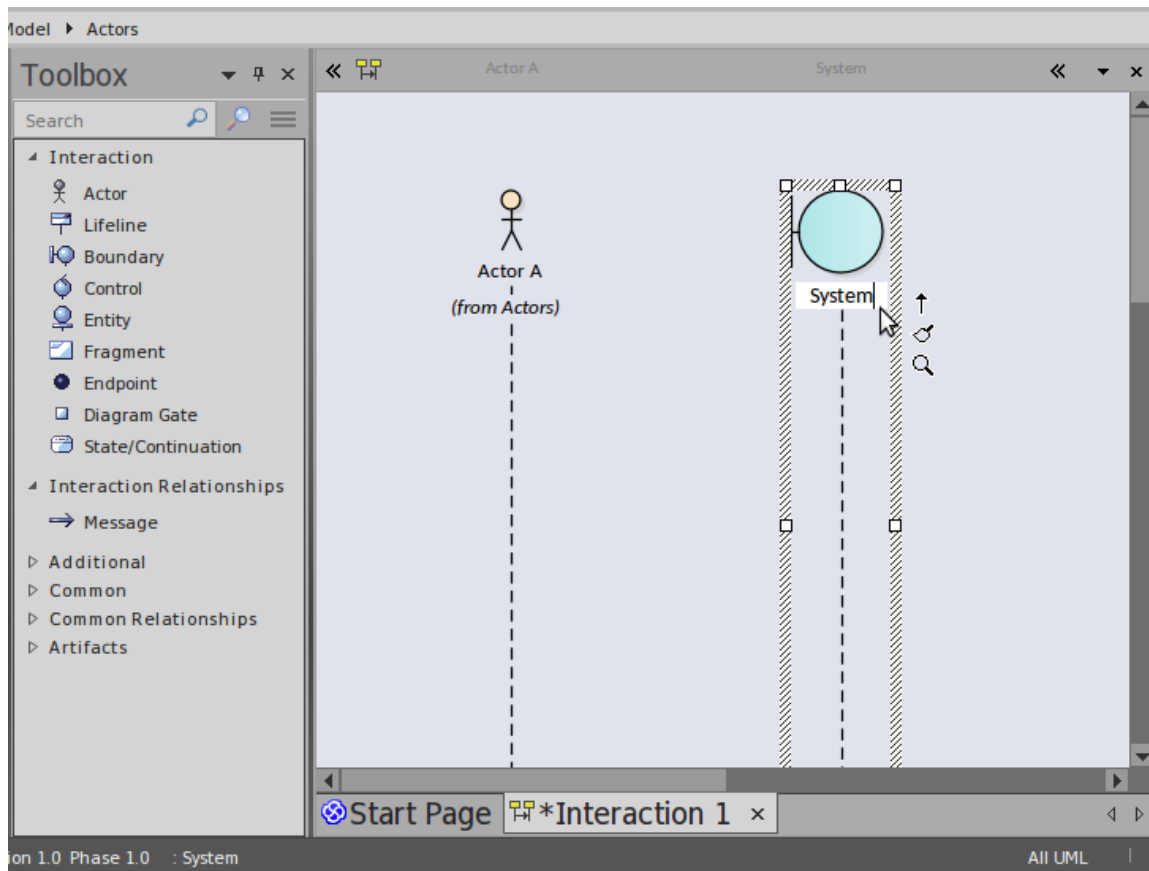 Model ▸ Actors
Toolbox
Actor A
System
Search
Interaction
Actor
Lifeline
Boundary
Control
Entity
Fragment
Endpoint
Diagram Gate
State/Continuation
Interaction Relationships
Message
Additional
Common
Common Relationships
Artifacts
Actor A
(from Actors)
System
Start Page
*Interaction 1
ion 1.0 Phase 1.0 : System
All UML